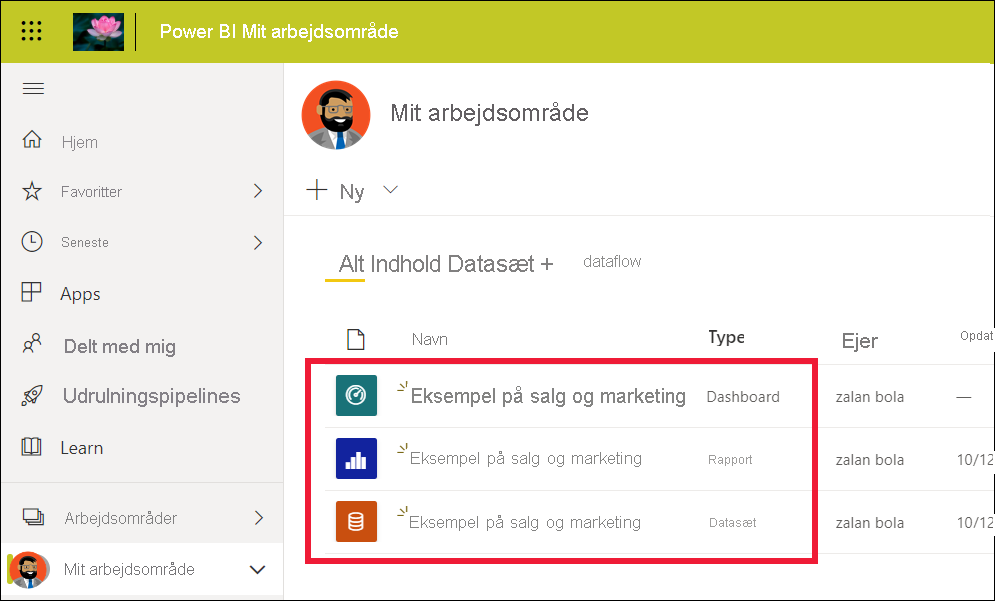 Power BI Mit arbejdsområde
Mit arbejdsområde
Hjem
Ny
Favoritter
Seneste
Alt Indhold Datasæt +
dataflow
Apps
Delt med mig
Navn
Type
Ejer
Opdat
Udrulningspipelines
Eksempel på salg og marketing
Dashboard
zalan bola
—
Learn
Eksempel på salg og marketing
Rapport
zalan bola
10/12
Arbejdsområder
Eksempel på salg og marketing
Datasæt
zalan bola
10/12
Mit arbejdsområde